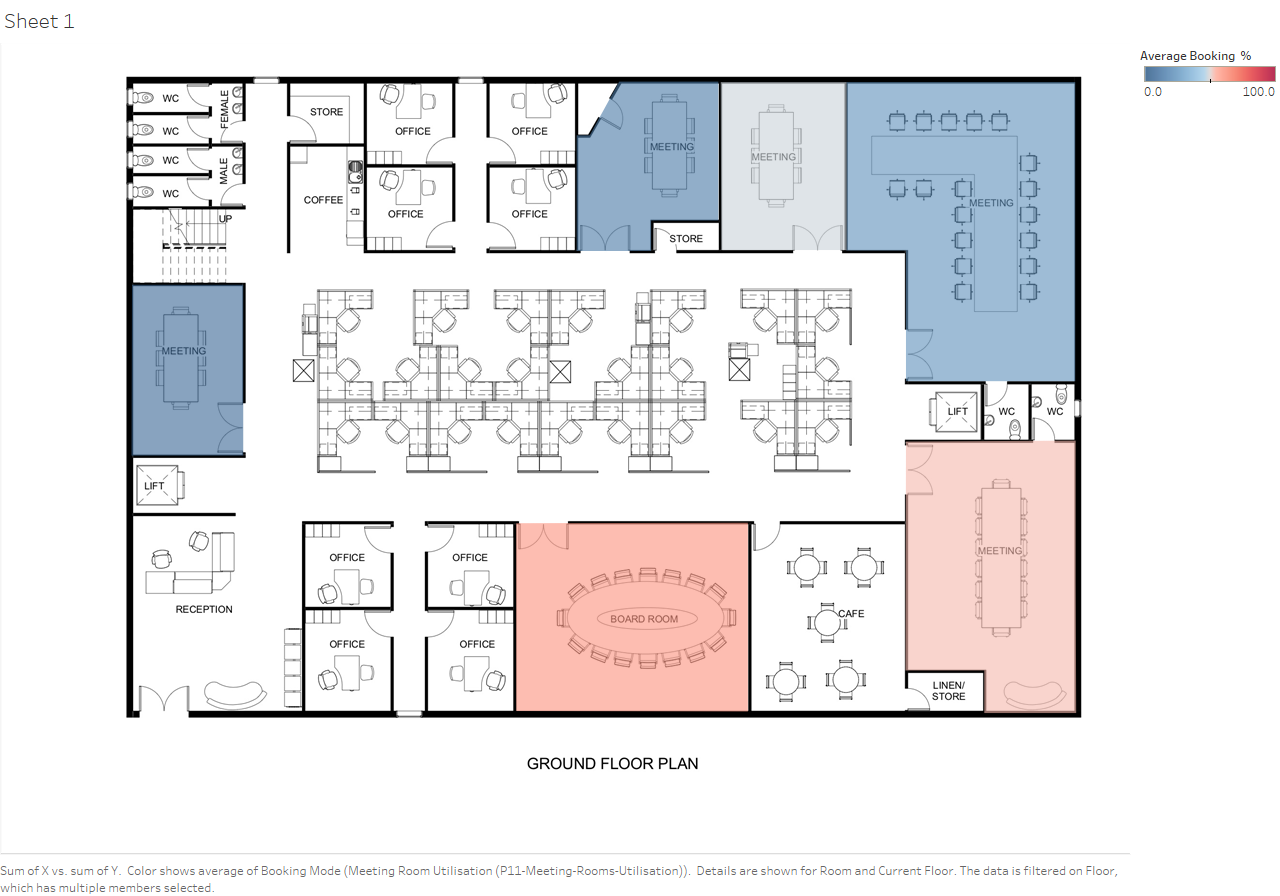 Sheet 1
Average Booking %
0.0 100.0
WC
FEMALE
WC
WC
MALE
WC
UP
STORE
COFFEE
OFFICE
OFFICE
OFFICE
OFFICE
MEETING
STORE
MEETING
MEETING
MEETING
LIFT
RECEPTION
LIFT
WC
WC
OFFICE
OFFICE
OFFICE
OFFICE
BOARD ROOM
CAFE
MEETING
LINEN/
STORE
GROUND FLOOR PLAN
Sum of X vs. sum of Y. Color shows average of Booking Mode (Meeting Room Utilisation (P11-Meeting-Rooms-Utilisation)). Details are shown for Room and Current Floor. The data is filtered on Floor,
which has multiple members selected.